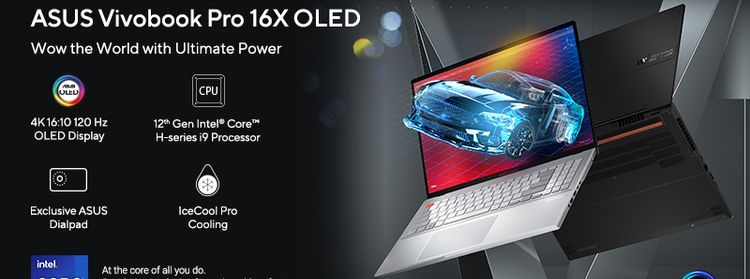 ASUS Vivobook Pro 16X OLED
Wow the World with Ultimate Power
ASUS
OLED
CPU
4K 16:10 120 Hz
OLED Display
12th Gen Intel® Core™
H-series i9 Processor
Exclusive ASUS
Dialpad
IceCool Pro
Cooling
intel.
At the core of all you do.